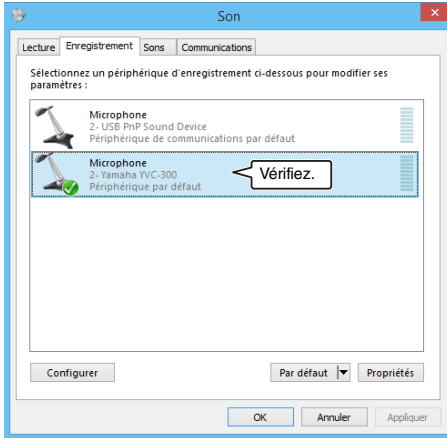 Son
Lecture Enregistrement Sons Communications
Sélectionnez un périphérique d'enregistrement ci-dessous pour modifier ses
paramètres :
Microphone
2- USB PnP Sound Device
Périphérique de communications par défaut
Microphone
2- Yamaha YVC-300
Périphérique par défaut
Vérifiez.
Configurer Par défaut Propriétés
OK Annuler Appliquer